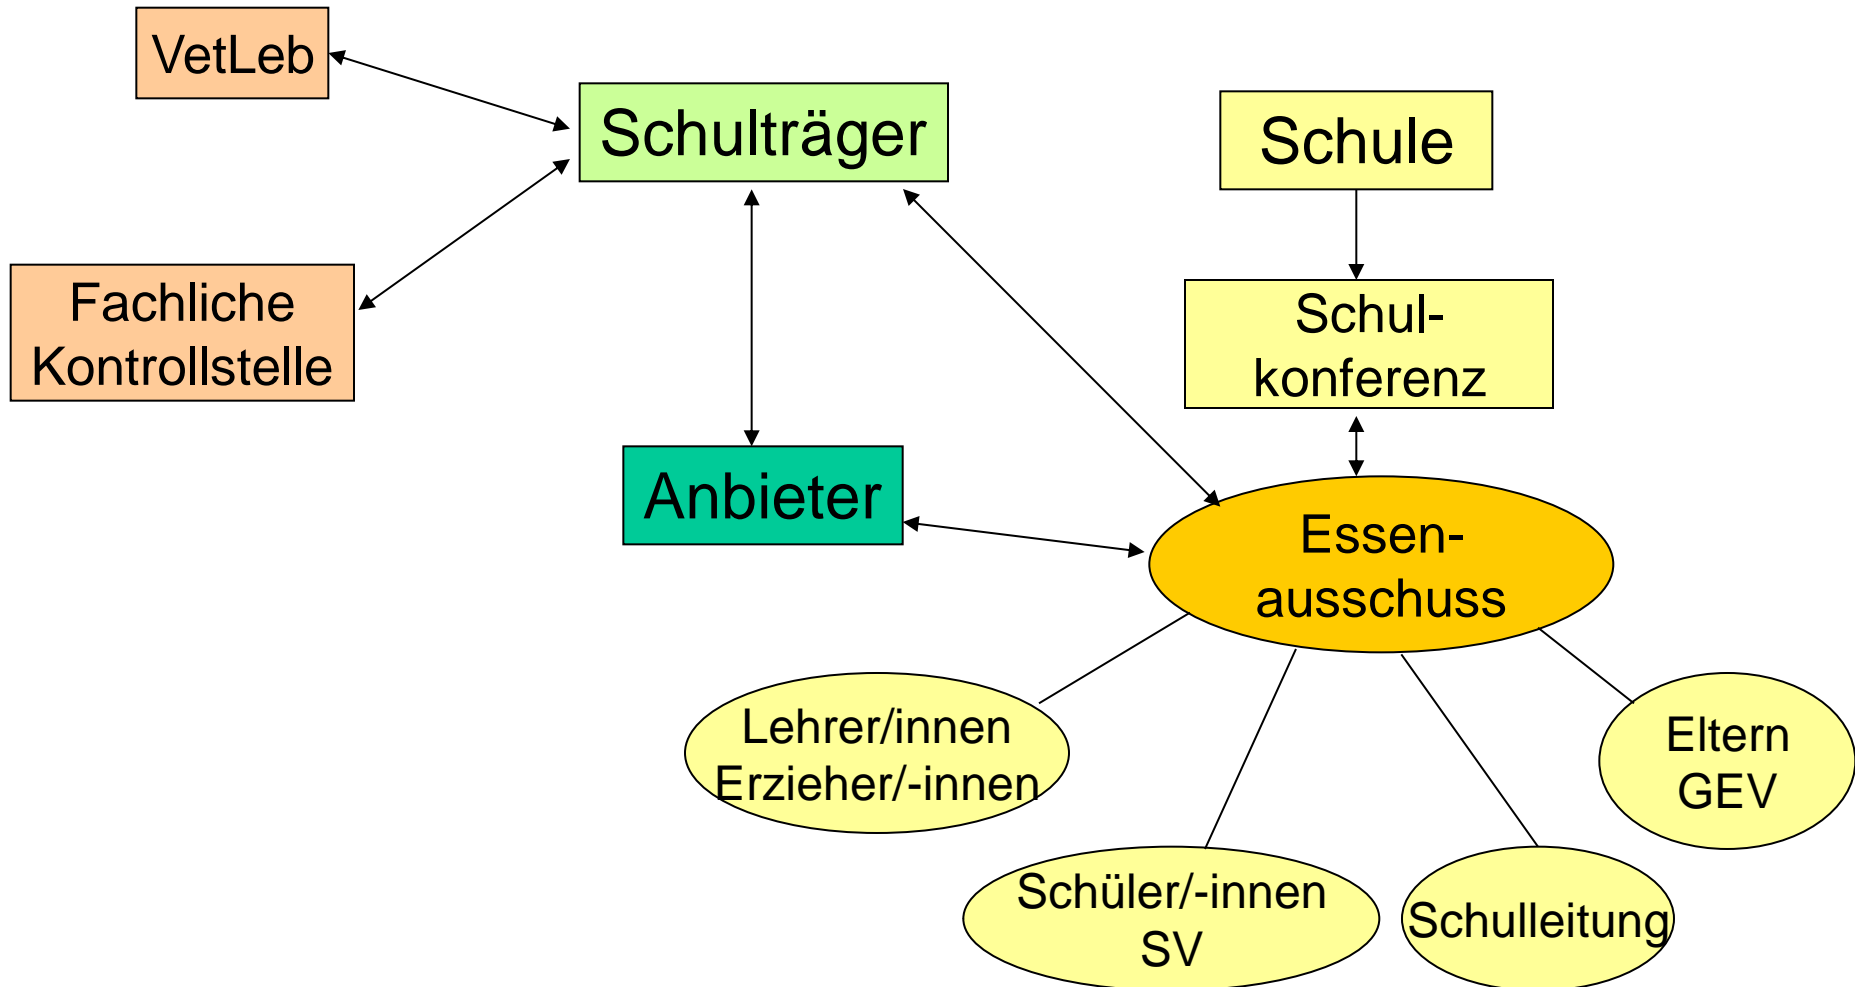 VetLeb
Schulträger
Schule
Fachliche
Kontrollstelle
Schul-
konferenz
Anbieter
Essen-
ausschuss
Lehrer/innen
Erzieher/-innen
Eltern
GEV
Schüler/-innen
SV
Schulleitung